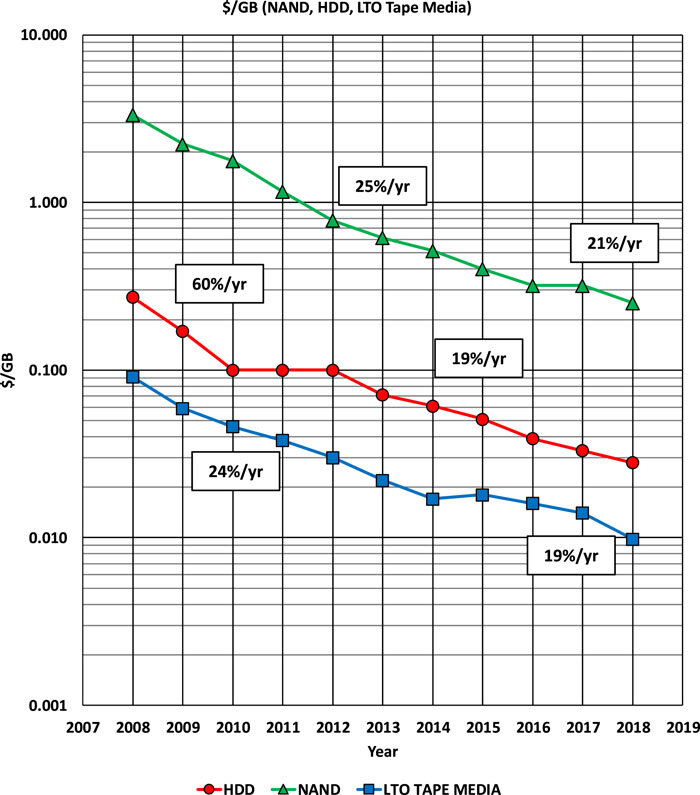 $/GB (NAND, HDD, LTO Tape Media)
10.000
1.000
0.100
0.010
0.001
$/GB
25%/yr
21%/yr
60%/yr
19%/yr
24%/yr
19%/yr
2007 2008 2009 2010 2011 2012 2013 2014 2015 2016 2017 2018 2019
Year
HDD NAND LTO TAPE MEDIA